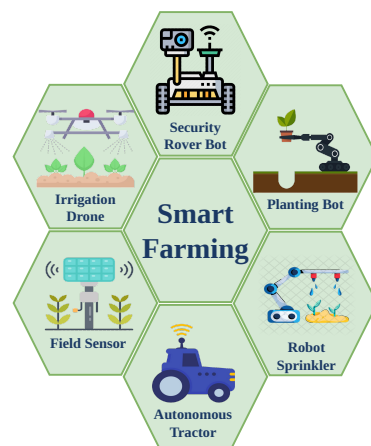 Security
Rover Bot
Irrigation
Drone
Planting Bot
Smart
Farming
Field Sensor
Robot
Sprinkler
Autonomous
Tractor